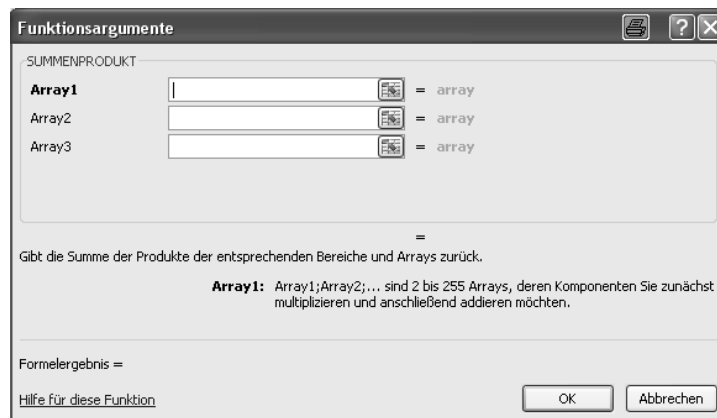 Funktionsargumente
SUMMENPRODUKT
Array1 = array
Array2 = array
Array3 = array
=
Gibt die Summe der Produkte der entsprechenden Bereiche und Arrays zurück.
Array1: Array1;Array2;... sind 2 bis 255 Arrays, deren Komponenten Sie zunächst
multiplizieren und anschließend addieren möchten.
Formelergebnis =
Hilfe für diese Funktion OK Abbrechen